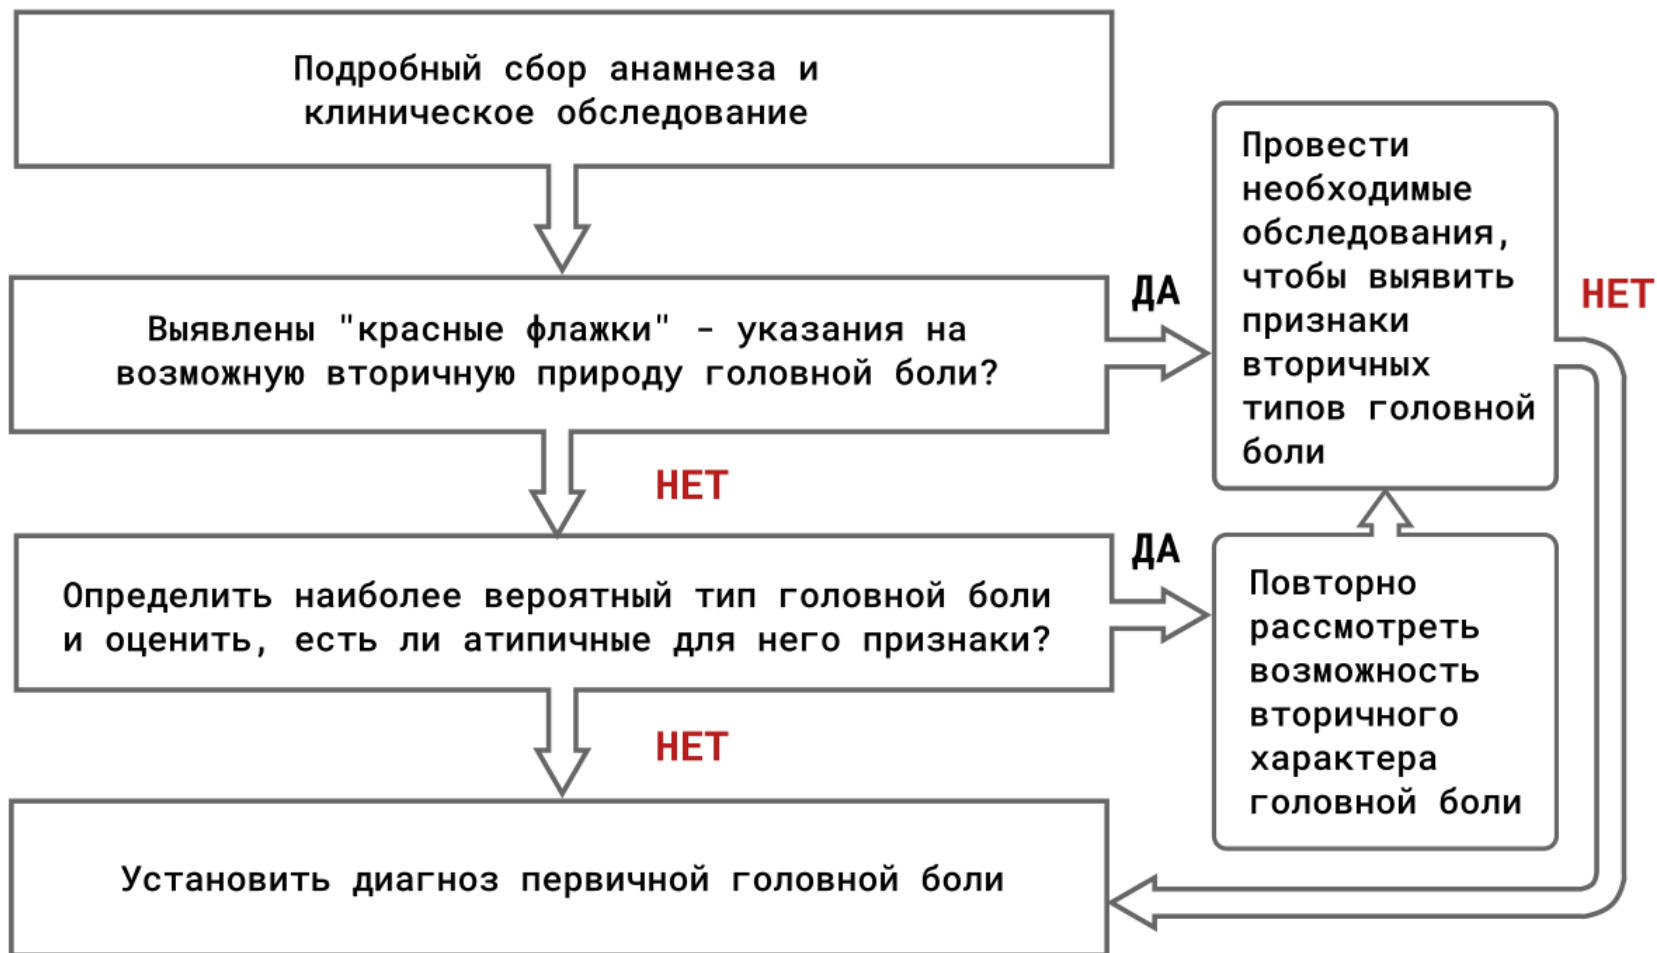 Подробный сбор анамнеза и
клиническое обследование
Выявлены "красные флажки" - указания на
возможную вторичную природу головной боли?
ДА
Провести
необходимые
обследования,
чтобы выявить
признаки
вторичных
типов головной
боли
НЕТ
НЕТ
Определить наиболее вероятный тип головной боли
и оценить, есть ли атипичные для него признаки?
ДА
Повторно
рассмотреть
возможность
вторичного
характера
головной боли
НЕТ
Установить диагноз первичной головной боли